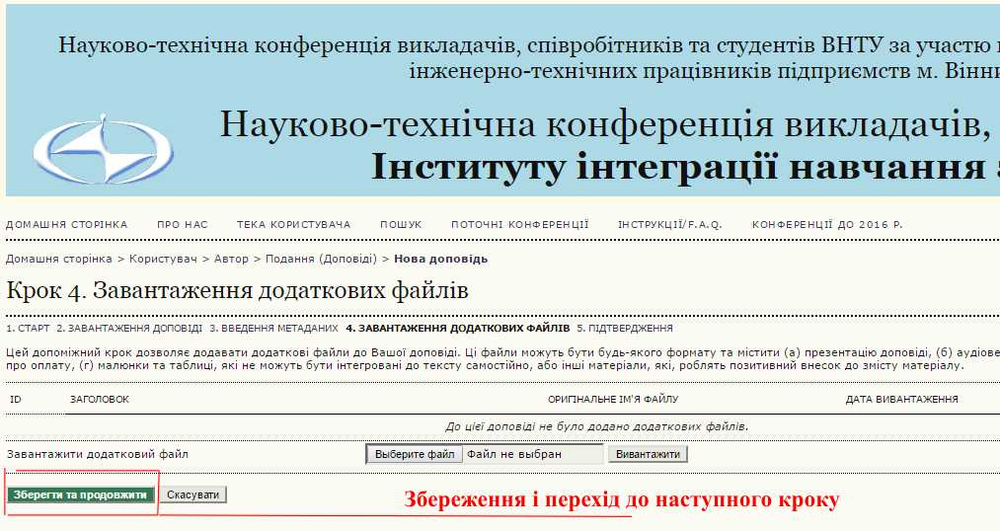 Науково-технічна конференція викладачів, співробітників та студентів ВНТУ за участю
інженерно-технічних працівників підприємств м.
Науково-технічна конференція викладачів,
Інституту інтеграції навчання
ДОМАШНЯ СТОРІНКА ПРО НАС ТЕКА КОРИСТУВАЧА ПОШУК ПОТОЧНІ КОНФЕРЕНЦІЇ ІНСТРУКЦІЇ/F.A.Q. КОНФЕРЕНЦІЇ ДО 2016 Р.
Домашня сторінка > Користувач > Автор > Подання (Доповіді) > Нова доповідь
Крок 4. Завантаження додаткових файлів
1. СТАРТ 2. ЗАВАНТАЖЕННЯ ДОПОВІДІ 3. ВВЕДЕННЯ МЕТАДАНИХ 4. ЗАВАНТАЖЕННЯ ДОДАТКОВИХ ФАЙЛІВ 5. ПІДТВЕРДЖЕННЯ
Цей допоміжний крок дозволяє додавати додаткові файли до Вашої доповіді. Ці файли можуть бути будь-якого формату та містити (а) презентацію доповіді, (б)
про оплату, (г) малюнки та таблиці, які не можуть бути інтегровані до тексту самостійно, або інші матеріали, які, роблять позитивний внесок до змісту матеріалу.
ID ЗАГОЛОВОК ОРИГІНАЛЬНЕ ІМ'Я ФАЙЛУ ДАТА ВИВАНТАЖЕННЯ
До цієї доповіді не було додано додаткових файлів.
Завантажити додатковий файл Выберите файл Файл не выбран Вивантажити
Зберегти та продовжити Скасувати
Збереження і перехід до наступного кроку